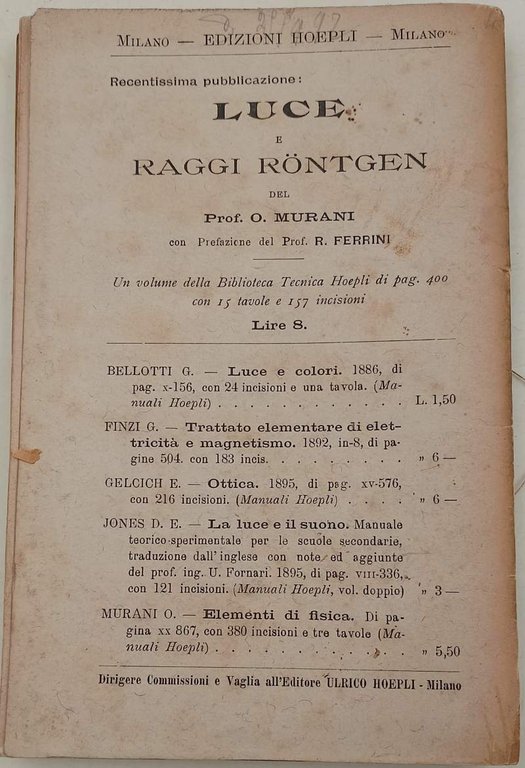 MILANO — EDIZIONI HOEPLI — MILANO
Recentissima pubblicazione:
LUCE
E
RAGGI RÖNTGEN
DEL
Prof. O. MURANI
con Prefazione del Prof. R. FERRINI
Un volume della Biblioteca Tecnica Hoepli di pag. 400
con 15 tavole e 157 incisioni
Lire 8.
BELLOTTI G. — Luce e colori. 1886, di
pag. X-156, con 24 incisioni e una tavola. (Ma-
nuali Hoepli) . . . . . . . . . . . . L. 1,50
FINZI G. — Trattato elementare di elet-
tricità e magnetismo. 1892, in-8, di pa-
gine 504. con 183 incis. . . . . . . . . „ 6 —
GELCICH E. — Ottica. 1895, di pag. XV-576,
con 216 incisioni. (Manuali Hoepli) . . . . „ 6 —
JONES D. E. — La luce e il suono. Manuale
teorico-sperimentale per le scuole secondarie,
traduzione dall'inglese con note ed aggiunte
del prof. ing. U. Fornari. 1895, di pag. VIII-336,
con 121 incisioni. (Manuali Hoepli, vol. doppio) „ 3 —
MURANI O. — Elementi di fisica. Di pa-
gina XX 867, con 380 incisioni e tre tavole (Ma-
nuali Hoepli) . . . . . . . . . . . . „ 5,50
Dirigere Commissioni e Vaglia all'Editore ULRICO HOEPLI - Milano